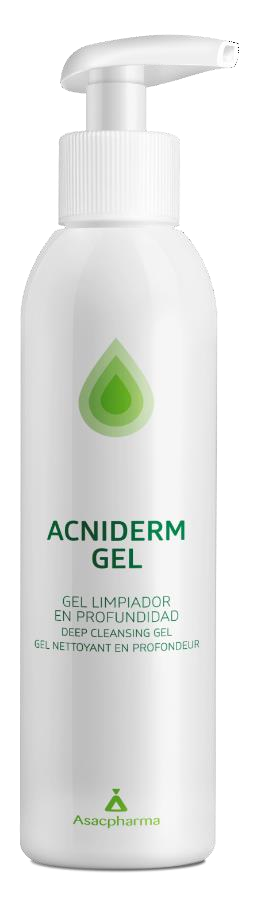 ACNIDERM
GEL
GEL LIMPIADOR
EN PROFUNDIDAD
DEEP CLEANSING GEL
GEL NETTOYANT EN PROFONDEUR
Asacpharma